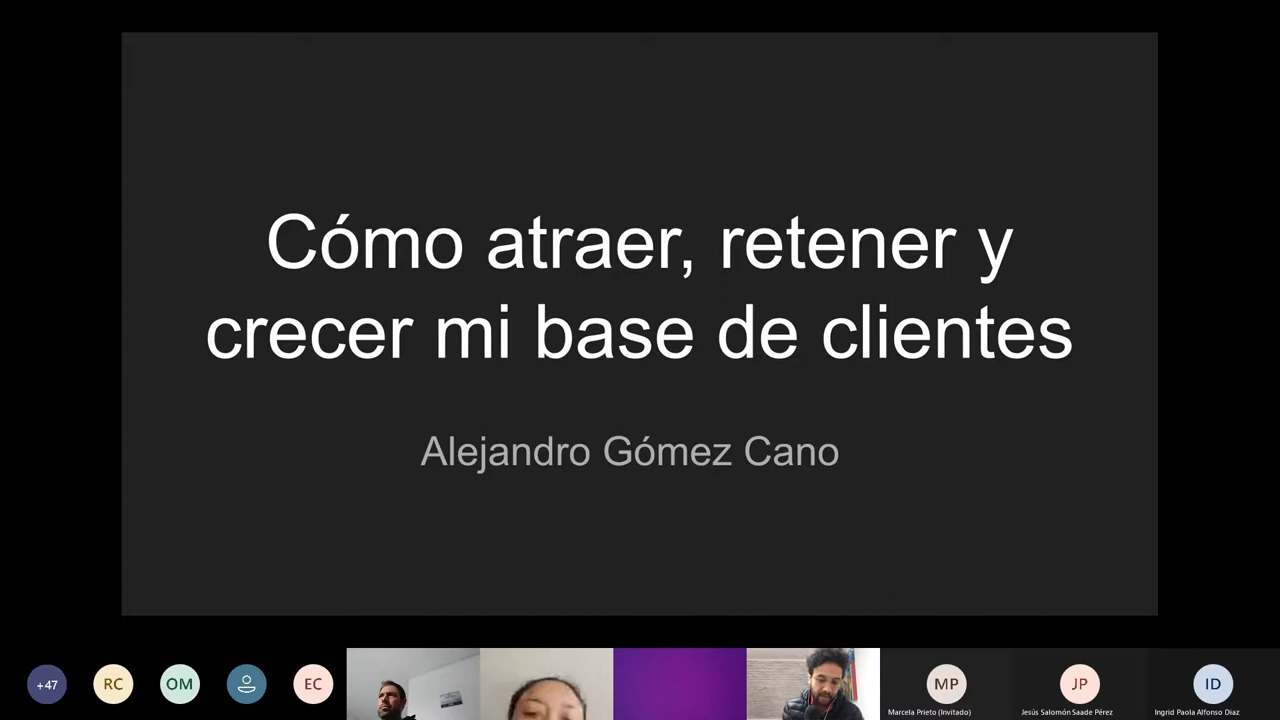 Cómo atraer, retener y
crecer mi base de clientes
Alejandro Gómez Cano
+47
RC
OM
EC
MP
Marcela Prieto (Invitado)
JP
Jesús Salomón Saade Pérez
ID
Ingrid Paola Alfonso Diaz